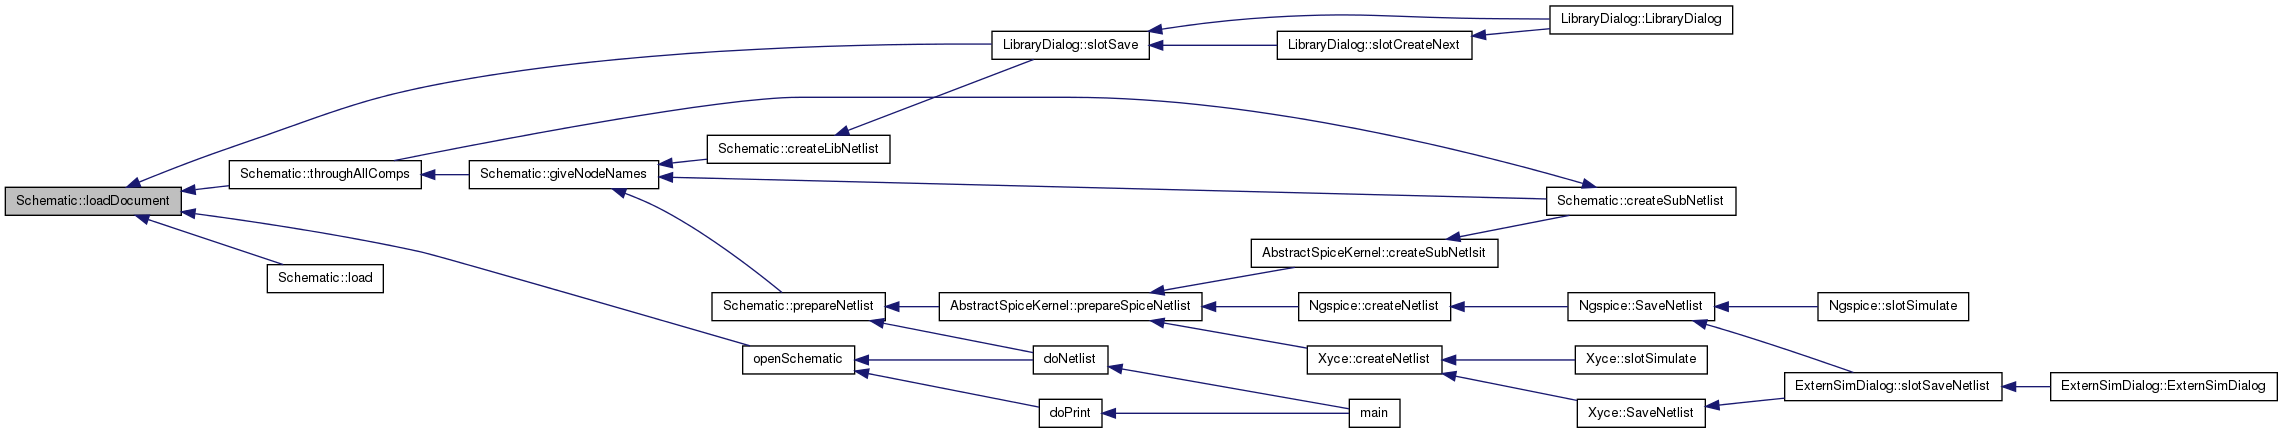 LibraryDialog::LibraryDialog
LibraryDialog::slotSave
LibraryDialog::slotCreateNext
Schematic::createLibNetlist
Schematic::throughAllComps
Schematic::giveNodeNames
Schematic::loadDocument
Schematic::createSubNetlist
AbstractSpiceKernel::createSubNetlsit
Schematic::load
Schematic::prepareNetlist
AbstractSpiceKernel::prepareSpiceNetlist
Ngspice::createNetlist
Ngspice::SaveNetlist
Ngspice::slotSimulate
openSchematic
doNetlist
Xyce::createNetlist
Xyce::slotSimulate
ExternSimDialog::slotSaveNetlist
ExternSimDialog::ExternSimDialog
doPrint
main
Xyce::SaveNetlist